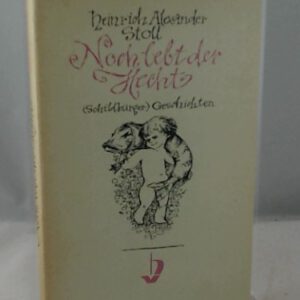 Heinrich Alexander
Stoll
Noch lebt der
Hecht
(Schildburger) Geschichten